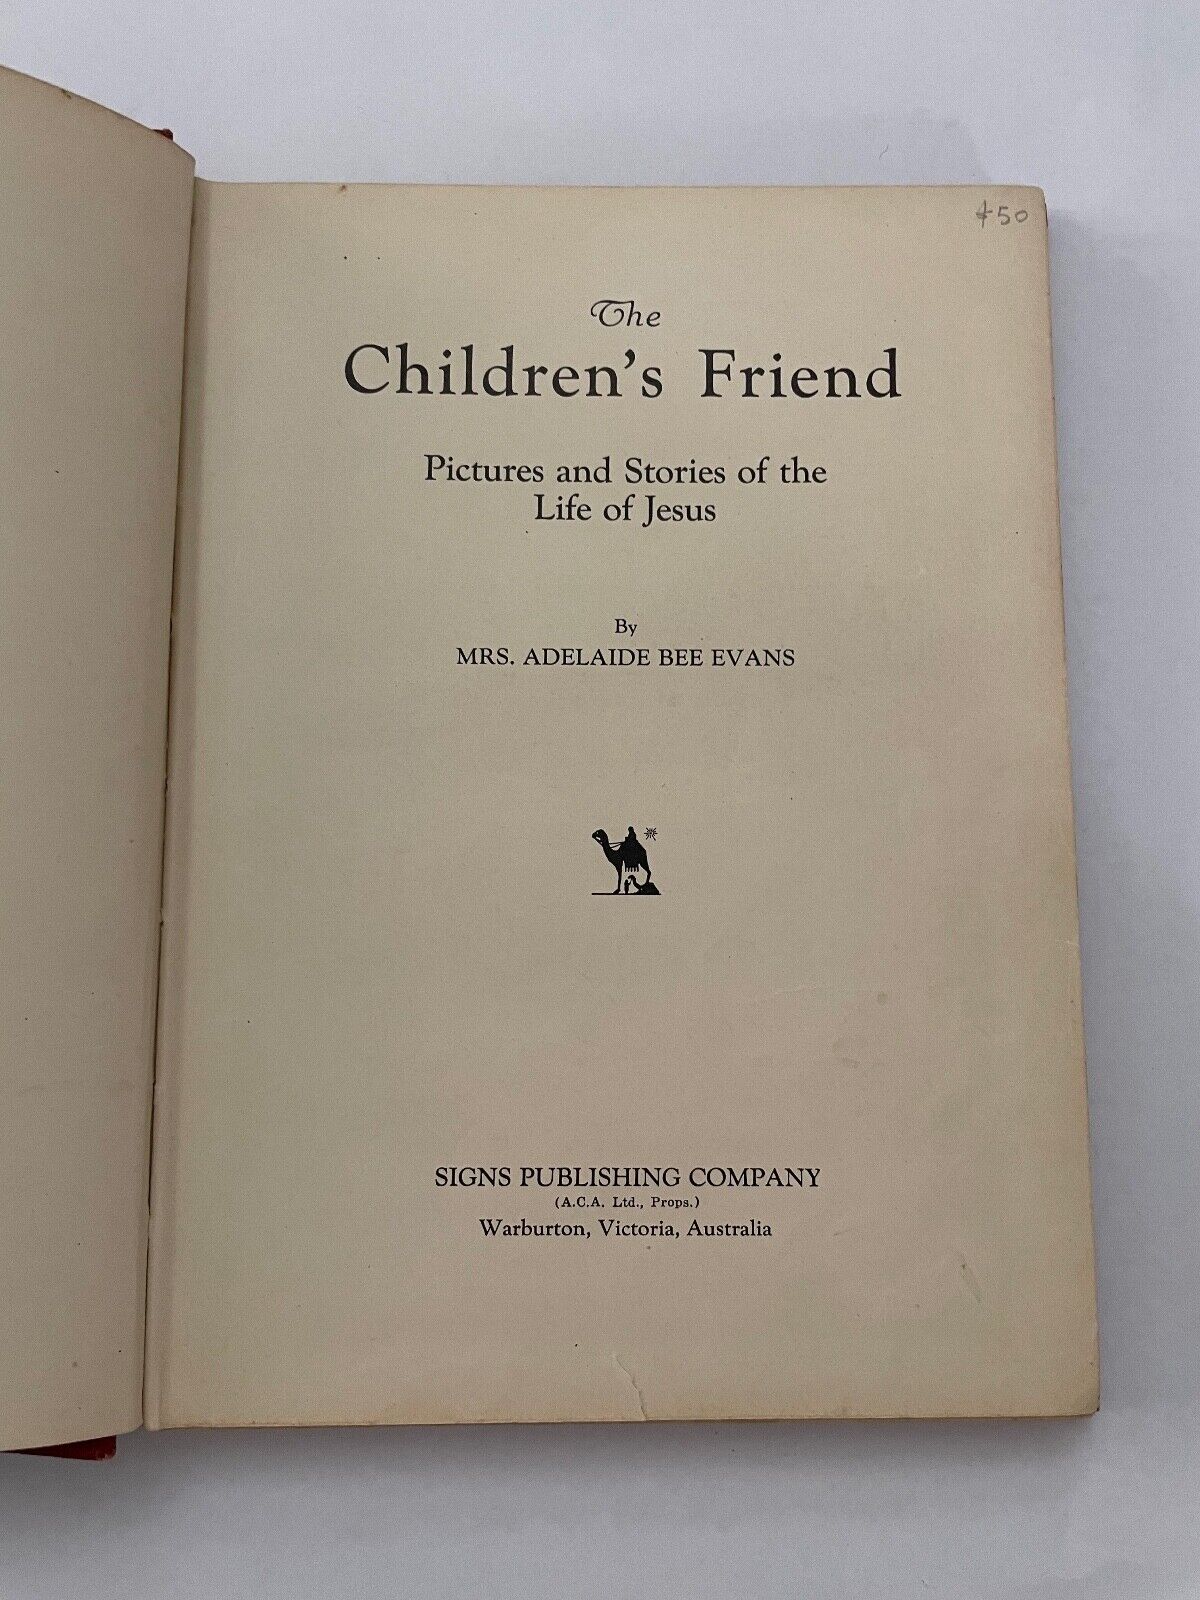 $50
The
Children's Friend
Pictures and Stories of the
Life of Jesus
By
MRS. ADELAIDE BEE EVANS
SIGNS PUBLISHING COMPANY
(A.C.A. Ltd., Props.)
Warburton, Victoria, Australia